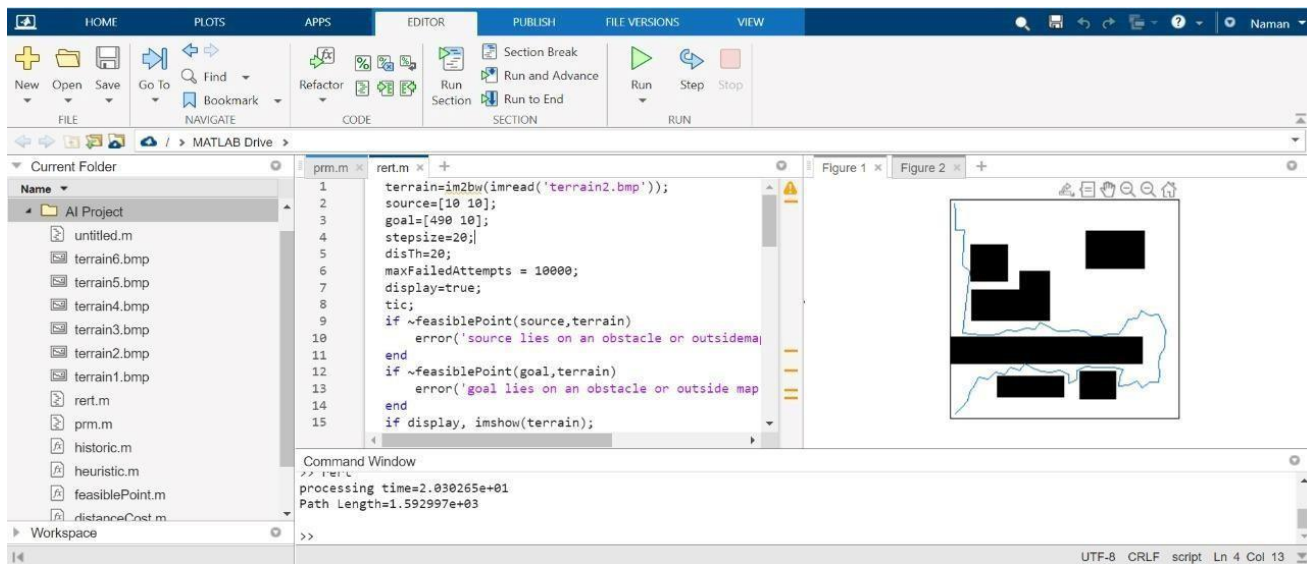 HOME PLOTS APPS EDITOR PUBLISH FILE VERSIONS VIEW Naman
New Open Save Go To Find Bookmark Refactor Run Section Section Break Run and Advance Run to End Run Step Stop
FILE NAVIGATE CODE SECTION RUN
/ > MATLAB Drive >
Current Folder
Name
AI Project
untitled.m
terrain6.bmp
terrain5.bmp
terrain4.bmp
terrain3.bmp
terrain2.bmp
terrain1.bmp
rert.m
prm.m
historic.m
heuristic.m
feasiblePoint.m
distanceCost.m
Workspace
prm.m × rert.m × +
1 terrain=im2bw(imread('terrain2.bmp'));
2 source=[10 10];
3 goal=[490 10];
4 stepsize=20;
5 disTh=20;
6 maxFailedAttempts = 10000;
7 display=true;
8 tic;
9 if ~feasiblePoint(source,terrain)
10 error('source lies on an obstacle or outsidema
11 end
12 if ~feasiblePoint(goal,terrain)
13 error('goal lies on an obstacle or outside map
14 end
15 if display, imshow(terrain);
Figure 1 × Figure 2 × +
Command Window
>> rert
processing time=2.030265e+01
Path Length=1.592997e+03
>>
UTF-8 CRLF script Ln 4 Col 13